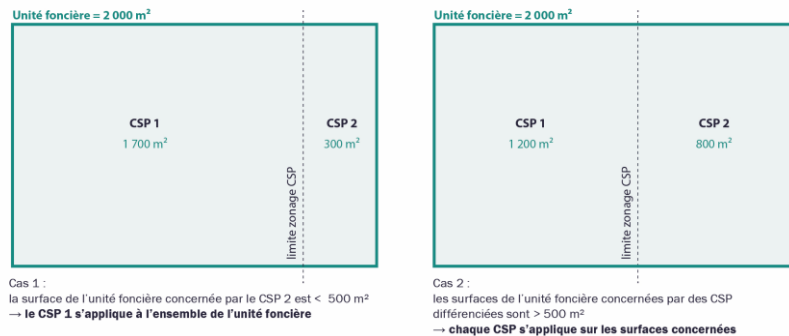 Unité foncière = 2 000 m²
CSP 1
1 700 m²
CSP 2
300 m²
limite zonage CSP
Cas 1 :
la surface de l'unité foncière concernée par le CSP 2 est < 500 m²
→ le CSP 1 s'applique à l'ensemble de l'unité foncière
Unité foncière = 2 000 m²
CSP 1
1 200 m²
CSP 2
800 m²
limite zonage CSP
Cas 2 :
les surfaces de l'unité foncière concernées par des CSP
différenciées sont > 500 m²
→ chaque CSP s'applique sur les surfaces concernées